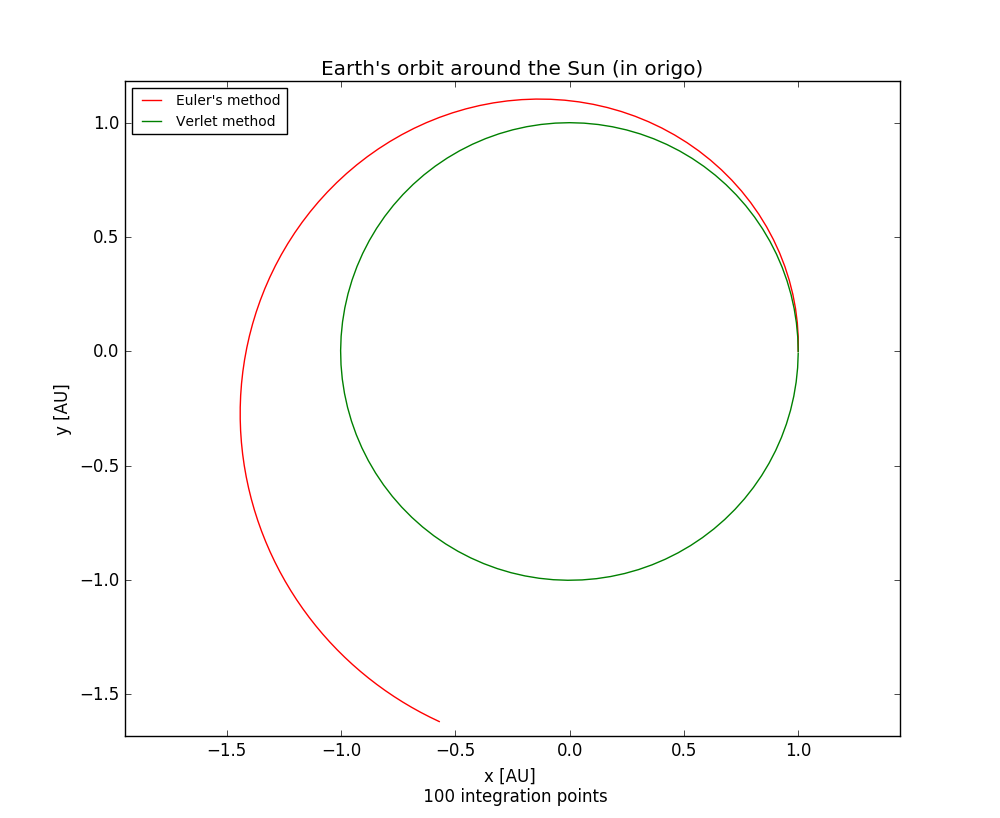 Earth's orbit around the Sun (in origo)
Euler's method
Verlet method
1.0
0.5
0.0
−0.5
−1.0
−1.5
y [AU]
−1.5 −1.0 −0.5 0.0 0.5 1.0
x [AU]
100 integration points